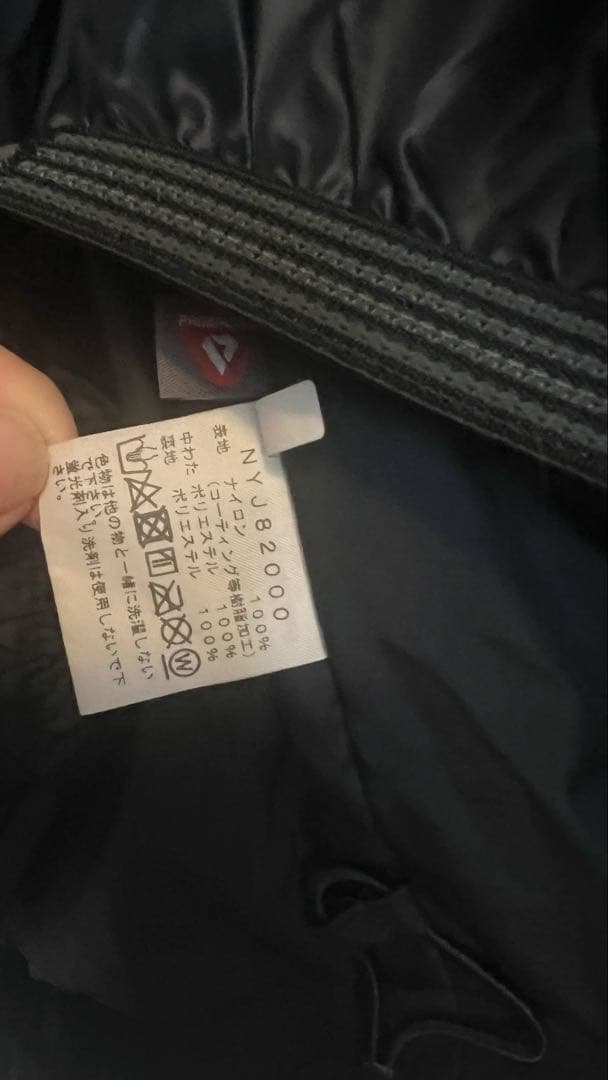 NYJ82000
表地 ナイロン 100%
(コーティング等樹脂加工)
中わた ポリエステル 100%
裏地 ポリエステル 100%
W
色物は他の物と一緒に洗濯しない
で下さい。
蛍光剤入り洗剤は使用しないで下
さい。